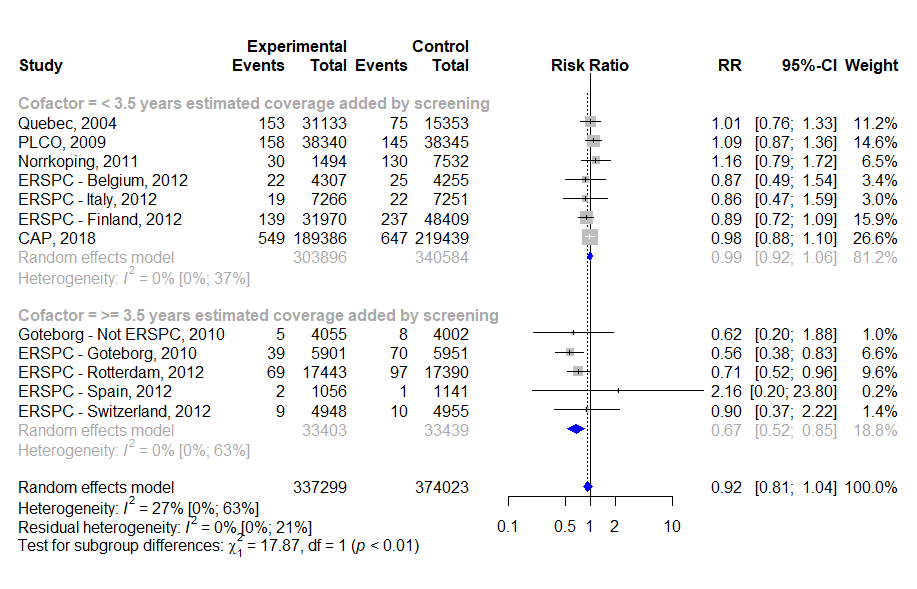 Experimental Control
Study Events Total Events Total Risk Ratio RR 95%-CI Weight
Cofactor = < 3.5 years estimated coverage added by screening
Quebec, 2004 153 31133 75 15353 1.01 [0.76; 1.33] 11.2%
PLCO, 2009 158 38340 145 38345 1.09 [0.87; 1.36] 14.6%
Norrkoping, 2011 30 1494 130 7532 1.16 [0.79; 1.72] 6.5%
ERSPC - Belgium, 2012 22 4307 25 4255 0.87 [0.49; 1.54] 3.4%
ERSPC - Italy, 2012 19 7266 22 7251 0.86 [0.47; 1.59] 3.0%
ERSPC - Finland, 2012 139 31970 237 48409 0.89 [0.72; 1.09] 15.9%
CAP, 2018 549 189386 647 219439 0.98 [0.88; 1.10] 26.6%
Random effects model 303896 340584 0.99 [0.92; 1.06] 81.2%
Heterogeneity: I² = 0% [0%; 37%]
Cofactor = >= 3.5 years estimated coverage added by screening
Goteborg - Not ERSPC, 2010 5 4055 8 4002 0.62 [0.20; 1.88] 1.0%
ERSPC - Goteborg, 2010 39 5901 70 5951 0.56 [0.38; 0.83] 6.6%
ERSPC - Rotterdam, 2012 69 17443 97 17390 0.71 [0.52; 0.96] 9.6%
ERSPC - Spain, 2012 2 1056 1 1141 2.16 [0.20; 23.80] 0.2%
ERSPC - Switzerland, 2012 9 4948 10 4955 0.90 [0.37; 2.22] 1.4%
Random effects model 33403 33439 0.67 [0.52; 0.85] 18.8%
Heterogeneity: I² = 0% [0%; 63%]
Random effects model 337299 374023 0.92 [0.81; 1.04] 100.0%
Heterogeneity: I² = 27% [0%; 63%]
Residual heterogeneity: I² = 0% [0%; 21%] 0.1 0.5 1 2 10
Test for subgroup differences: χ²₁ = 17.87, df = 1 (p < 0.01)